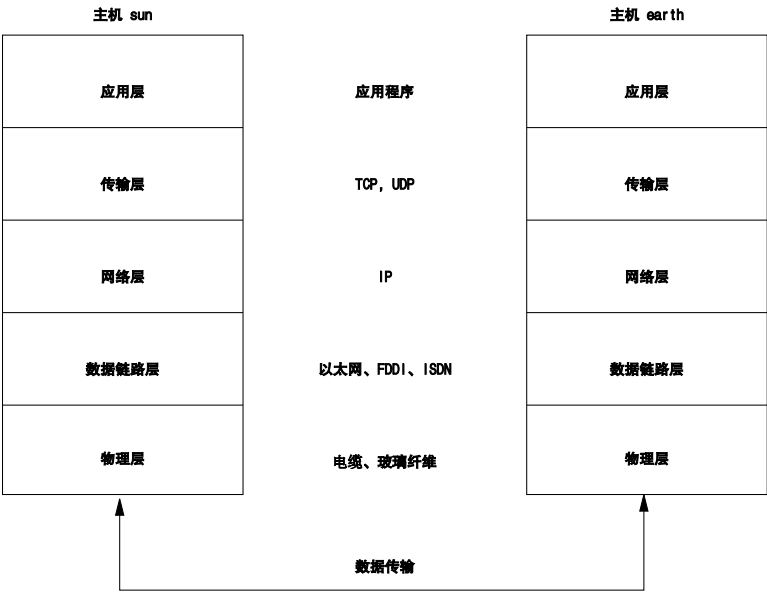 主机 sun 主机 earth
应用层 应用程序 应用层
传输层 TCP, UDP 传输层
网络层 IP 网络层
数据链路层 以太网、FDDI、ISDN 数据链路层
物理层 电缆、玻璃纤维 物理层
数据传输